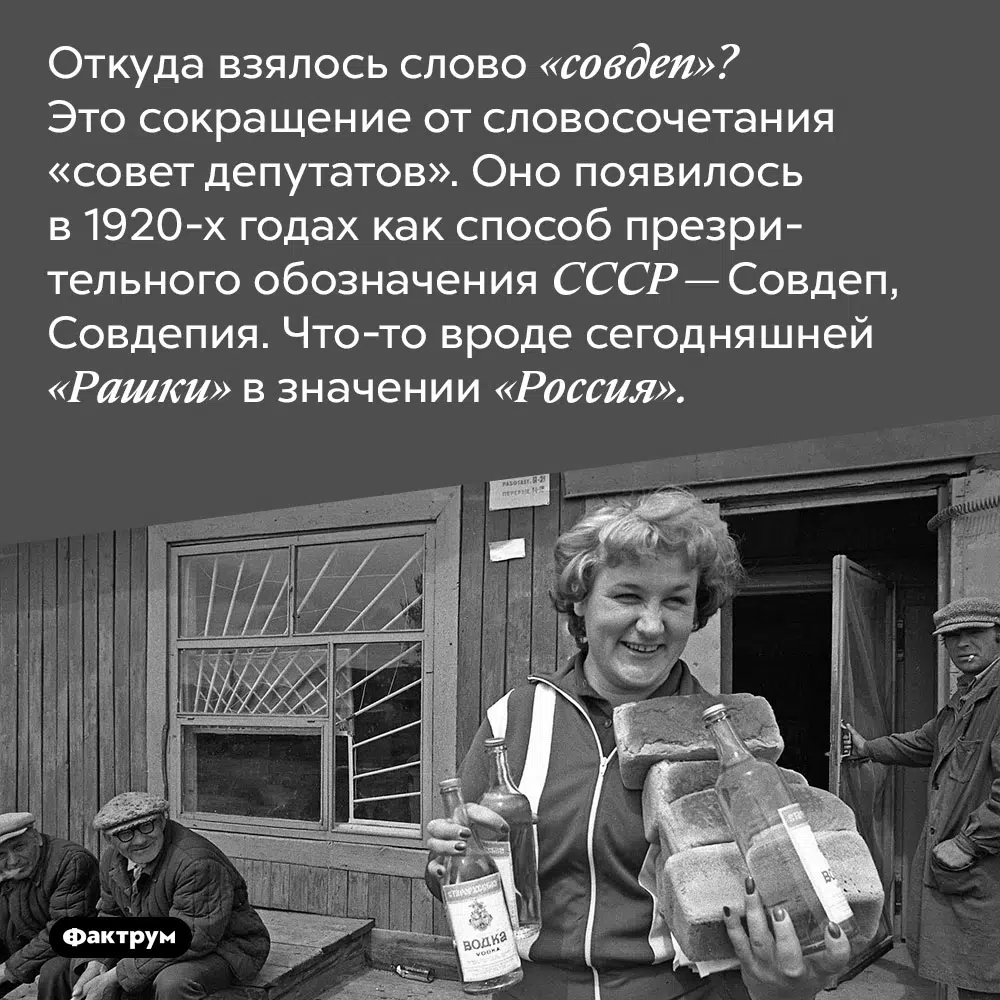 Откуда взялось слово «совдеп»?
Это сокращение от словосочетания
«совет депутатов». Оно появилось
в 1920-х годах как способ презри-
тельного обозначения СССР — Совдеп,
Совдепия. Что-то вроде сегодняшней
«Рашки» в значении «Россия».
РАБОТАЕТ
ВОДКА
VODKA
Фактрум